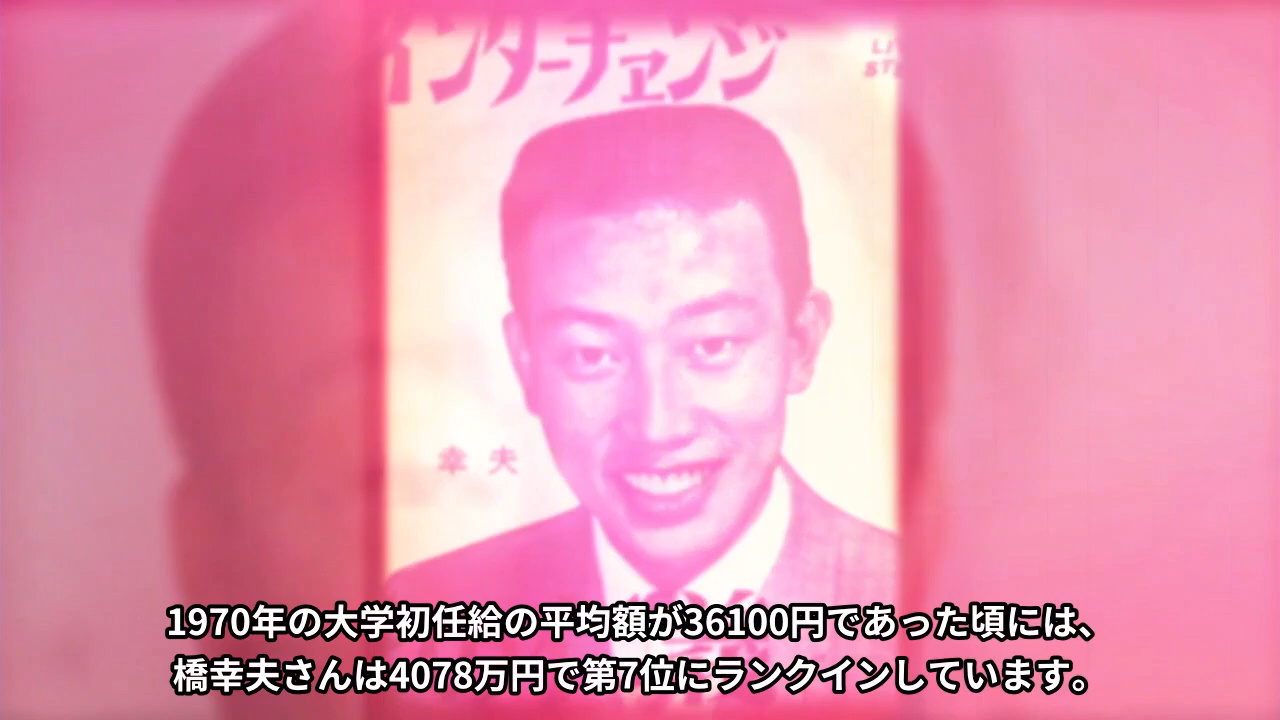 インターチェンジ
LI
ST
幸夫
1970年の大学初任給の平均額が36100円であった頃には、
橋幸夫さんは4078万円で第7位にランクインしています。